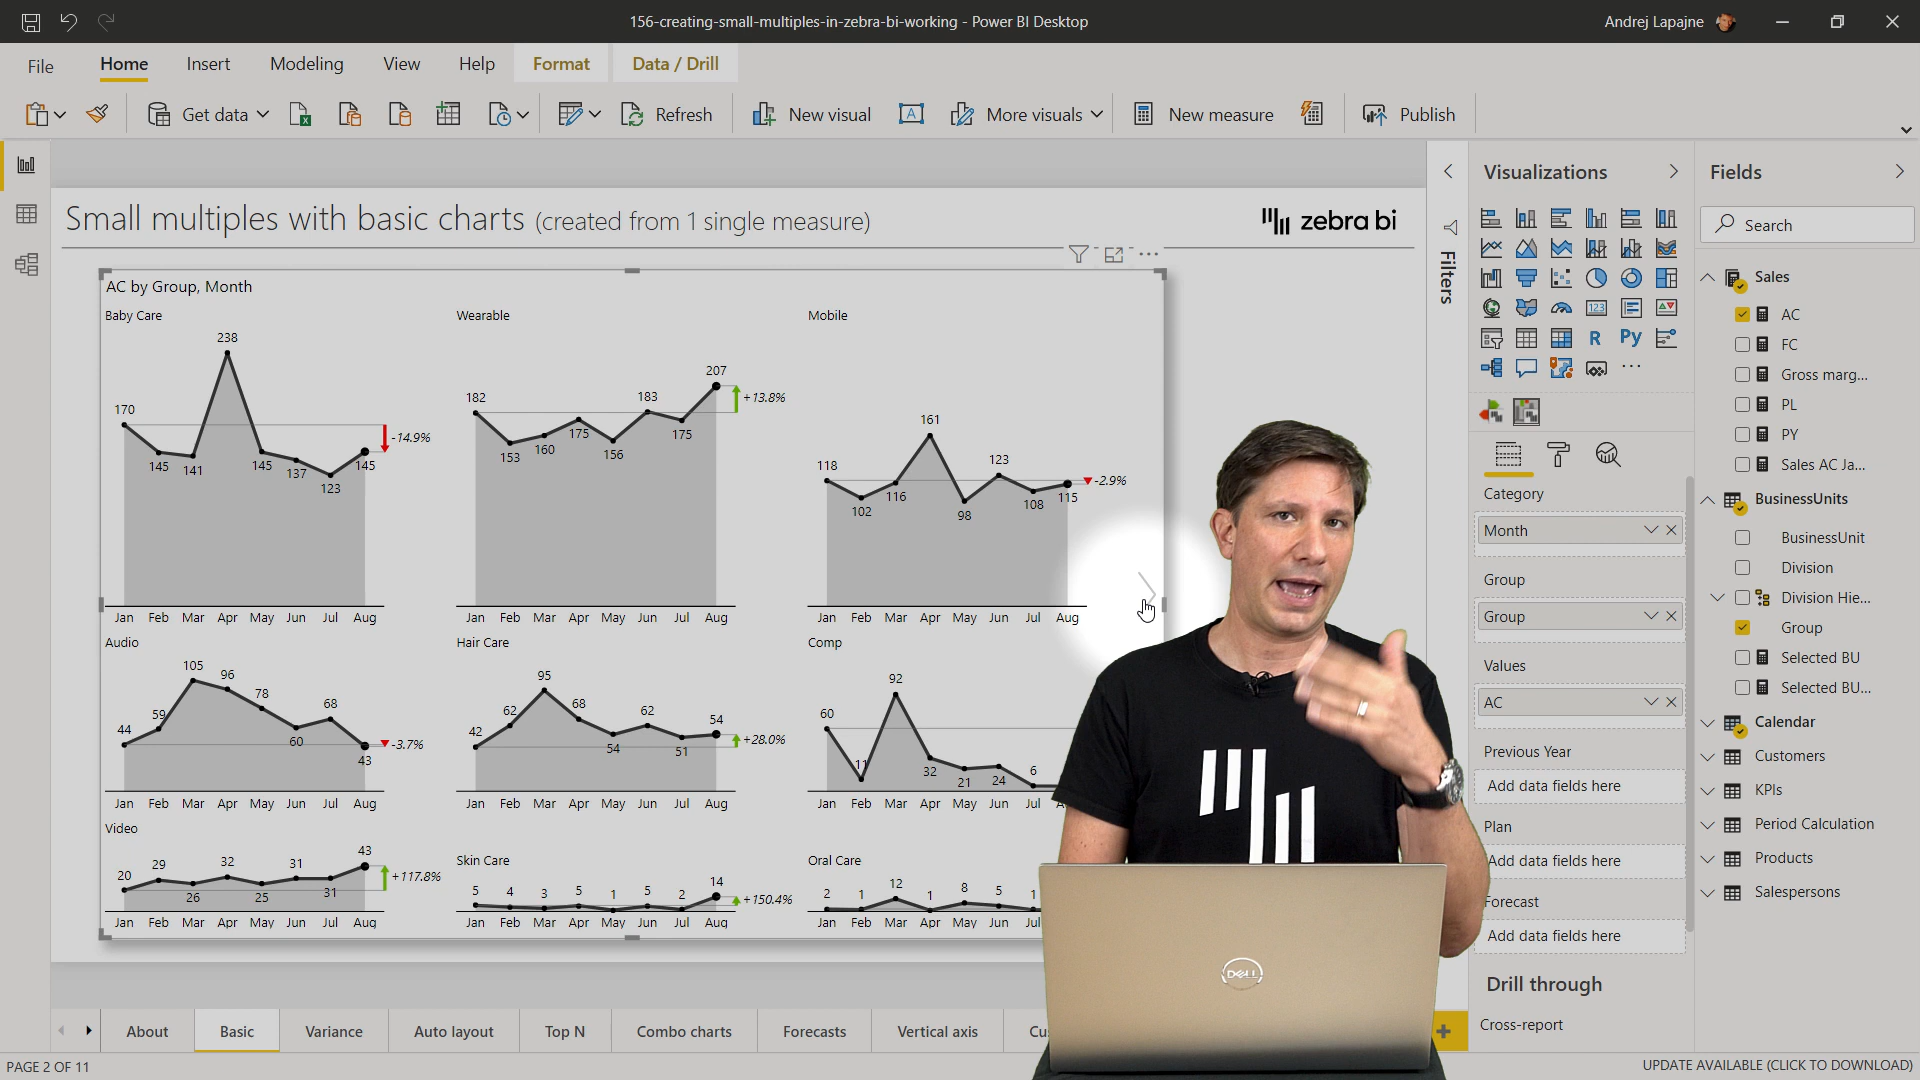 156-creating-small-multiples-in-zebra-bi-working - Power BI Desktop
Andrej Lapajne
File Home Insert Modeling View Help Format Data / Drill
Get data Refresh New visual More visuals New measure Publish
Small multiples with basic charts (created from 1 single measure)
zebra bi
AC by Group, Month
Baby Care
170 145 141 238 145 137 123 145 -14.9%
Jan Feb Mar Apr May Jun Jul Aug
Wearable
182 153 160 175 156 183 175 207 +13.8%
Jan Feb Mar Apr May Jun Jul Aug
Mobile
118 102 116 161 98 123 108 115 -2.9%
Jan Feb Mar Apr May Jun Jul Aug
Audio
44 59 105 96 78 60 68 43 -3.7%
Jan Feb Mar Apr May Jun Jul Aug
Hair Care
42 62 95 68 54 62 51 54 +28.0%
Jan Feb Mar Apr May Jun Jul Aug
Comp
60 11 92 32 21 24 6
Jan Feb Mar Apr May Jun Jul
Video
20 29 26 32 25 31 31 43 +117.8%
Jan Feb Mar Apr May Jun Jul Aug
Skin Care
5 4 3 5 1 5 2 14 +150.4%
Jan Feb Mar Apr May Jun Jul Aug
Oral Care
2 1 12 1 8 5 1
Jan Feb Mar Apr May Jun Jul
DELL
About Basic Variance Auto layout Top N Combo charts Forecasts Vertical axis Cu
PAGE 2 OF 11
Filters
Visualizations
123
R Py
Category
Month
Group
Group
Values
AC
Previous Year
Add data fields here
Plan
Add data fields here
Forecast
Add data fields here
Drill through
Cross-report
Fields
Search
Sales
AC
FC
Gross marg...
PL
PY
Sales AC Ja...
BusinessUnits
BusinessUnit
Division
Division Hie...
Group
Selected BU
Selected BU...
Calendar
Customers
KPIs
Period Calculation
Products
Salespersons
UPDATE AVAILABLE (CLICK TO DOWNLOAD)